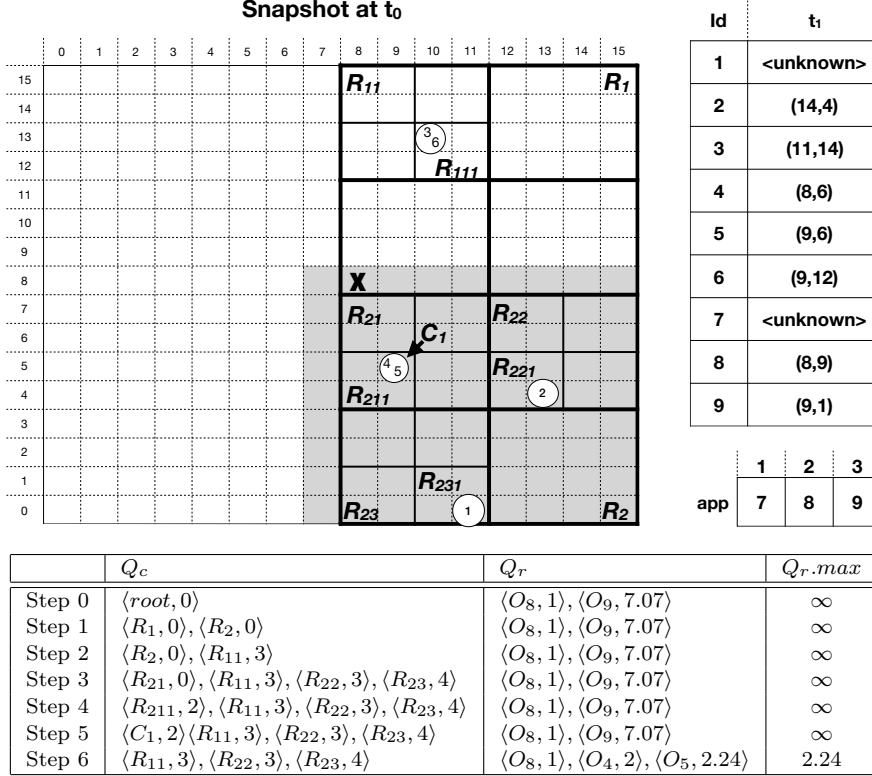 Snapshot at t0
0 1 2 3 4 5 6 7 8 9 10 11 12 13 14 15
15 R11 R1
14
13 3 6
12 R111
11
10
9
8 X
7 R21 R22
6 C1
5 4 5 R221
4 R211 2
3
2
1 R231
0 R23 1 R2
Id t1
1 <unknown>
2 (14,4)
3 (11,14)
4 (8,6)
5 (9,6)
6 (9,12)
7 <unknown>
8 (8,9)
9 (9,1)
1 2 3
app 7 8 9
Qc Qr Qr.max
Step 0 ⟨root, 0⟩ ⟨O8, 1⟩, ⟨O9, 7.07⟩ ∞
Step 1 ⟨R1, 0⟩, ⟨R2, 0⟩ ⟨O8, 1⟩, ⟨O9, 7.07⟩ ∞
Step 2 ⟨R2, 0⟩, ⟨R11, 3⟩ ⟨O8, 1⟩, ⟨O9, 7.07⟩ ∞
Step 3 ⟨R21, 0⟩, ⟨R11, 3⟩, ⟨R22, 3⟩, ⟨R23, 4⟩ ⟨O8, 1⟩, ⟨O9, 7.07⟩ ∞
Step 4 ⟨R211, 2⟩, ⟨R11, 3⟩, ⟨R22, 3⟩, ⟨R23, 4⟩ ⟨O8, 1⟩, ⟨O9, 7.07⟩ ∞
Step 5 ⟨C1, 2⟩⟨R11, 3⟩, ⟨R22, 3⟩, ⟨R23, 4⟩ ⟨O8, 1⟩, ⟨O9, 7.07⟩ ∞
Step 6 ⟨R11, 3⟩, ⟨R22, 3⟩, ⟨R23, 4⟩ ⟨O8, 1⟩, ⟨O4, 2⟩, ⟨O5, 2.24⟩ 2.24